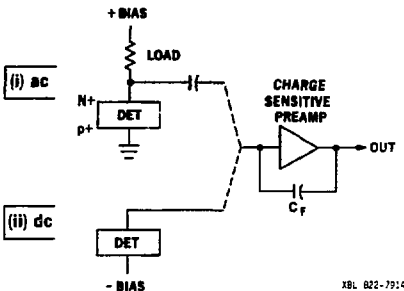 + BIAS
LOAD
(i) ac
N+
DET
p+
CHARGE
SENSITIVE
PREAMP
OUT
C_F
(ii) dc
DET
- BIAS
XBL 822-7914